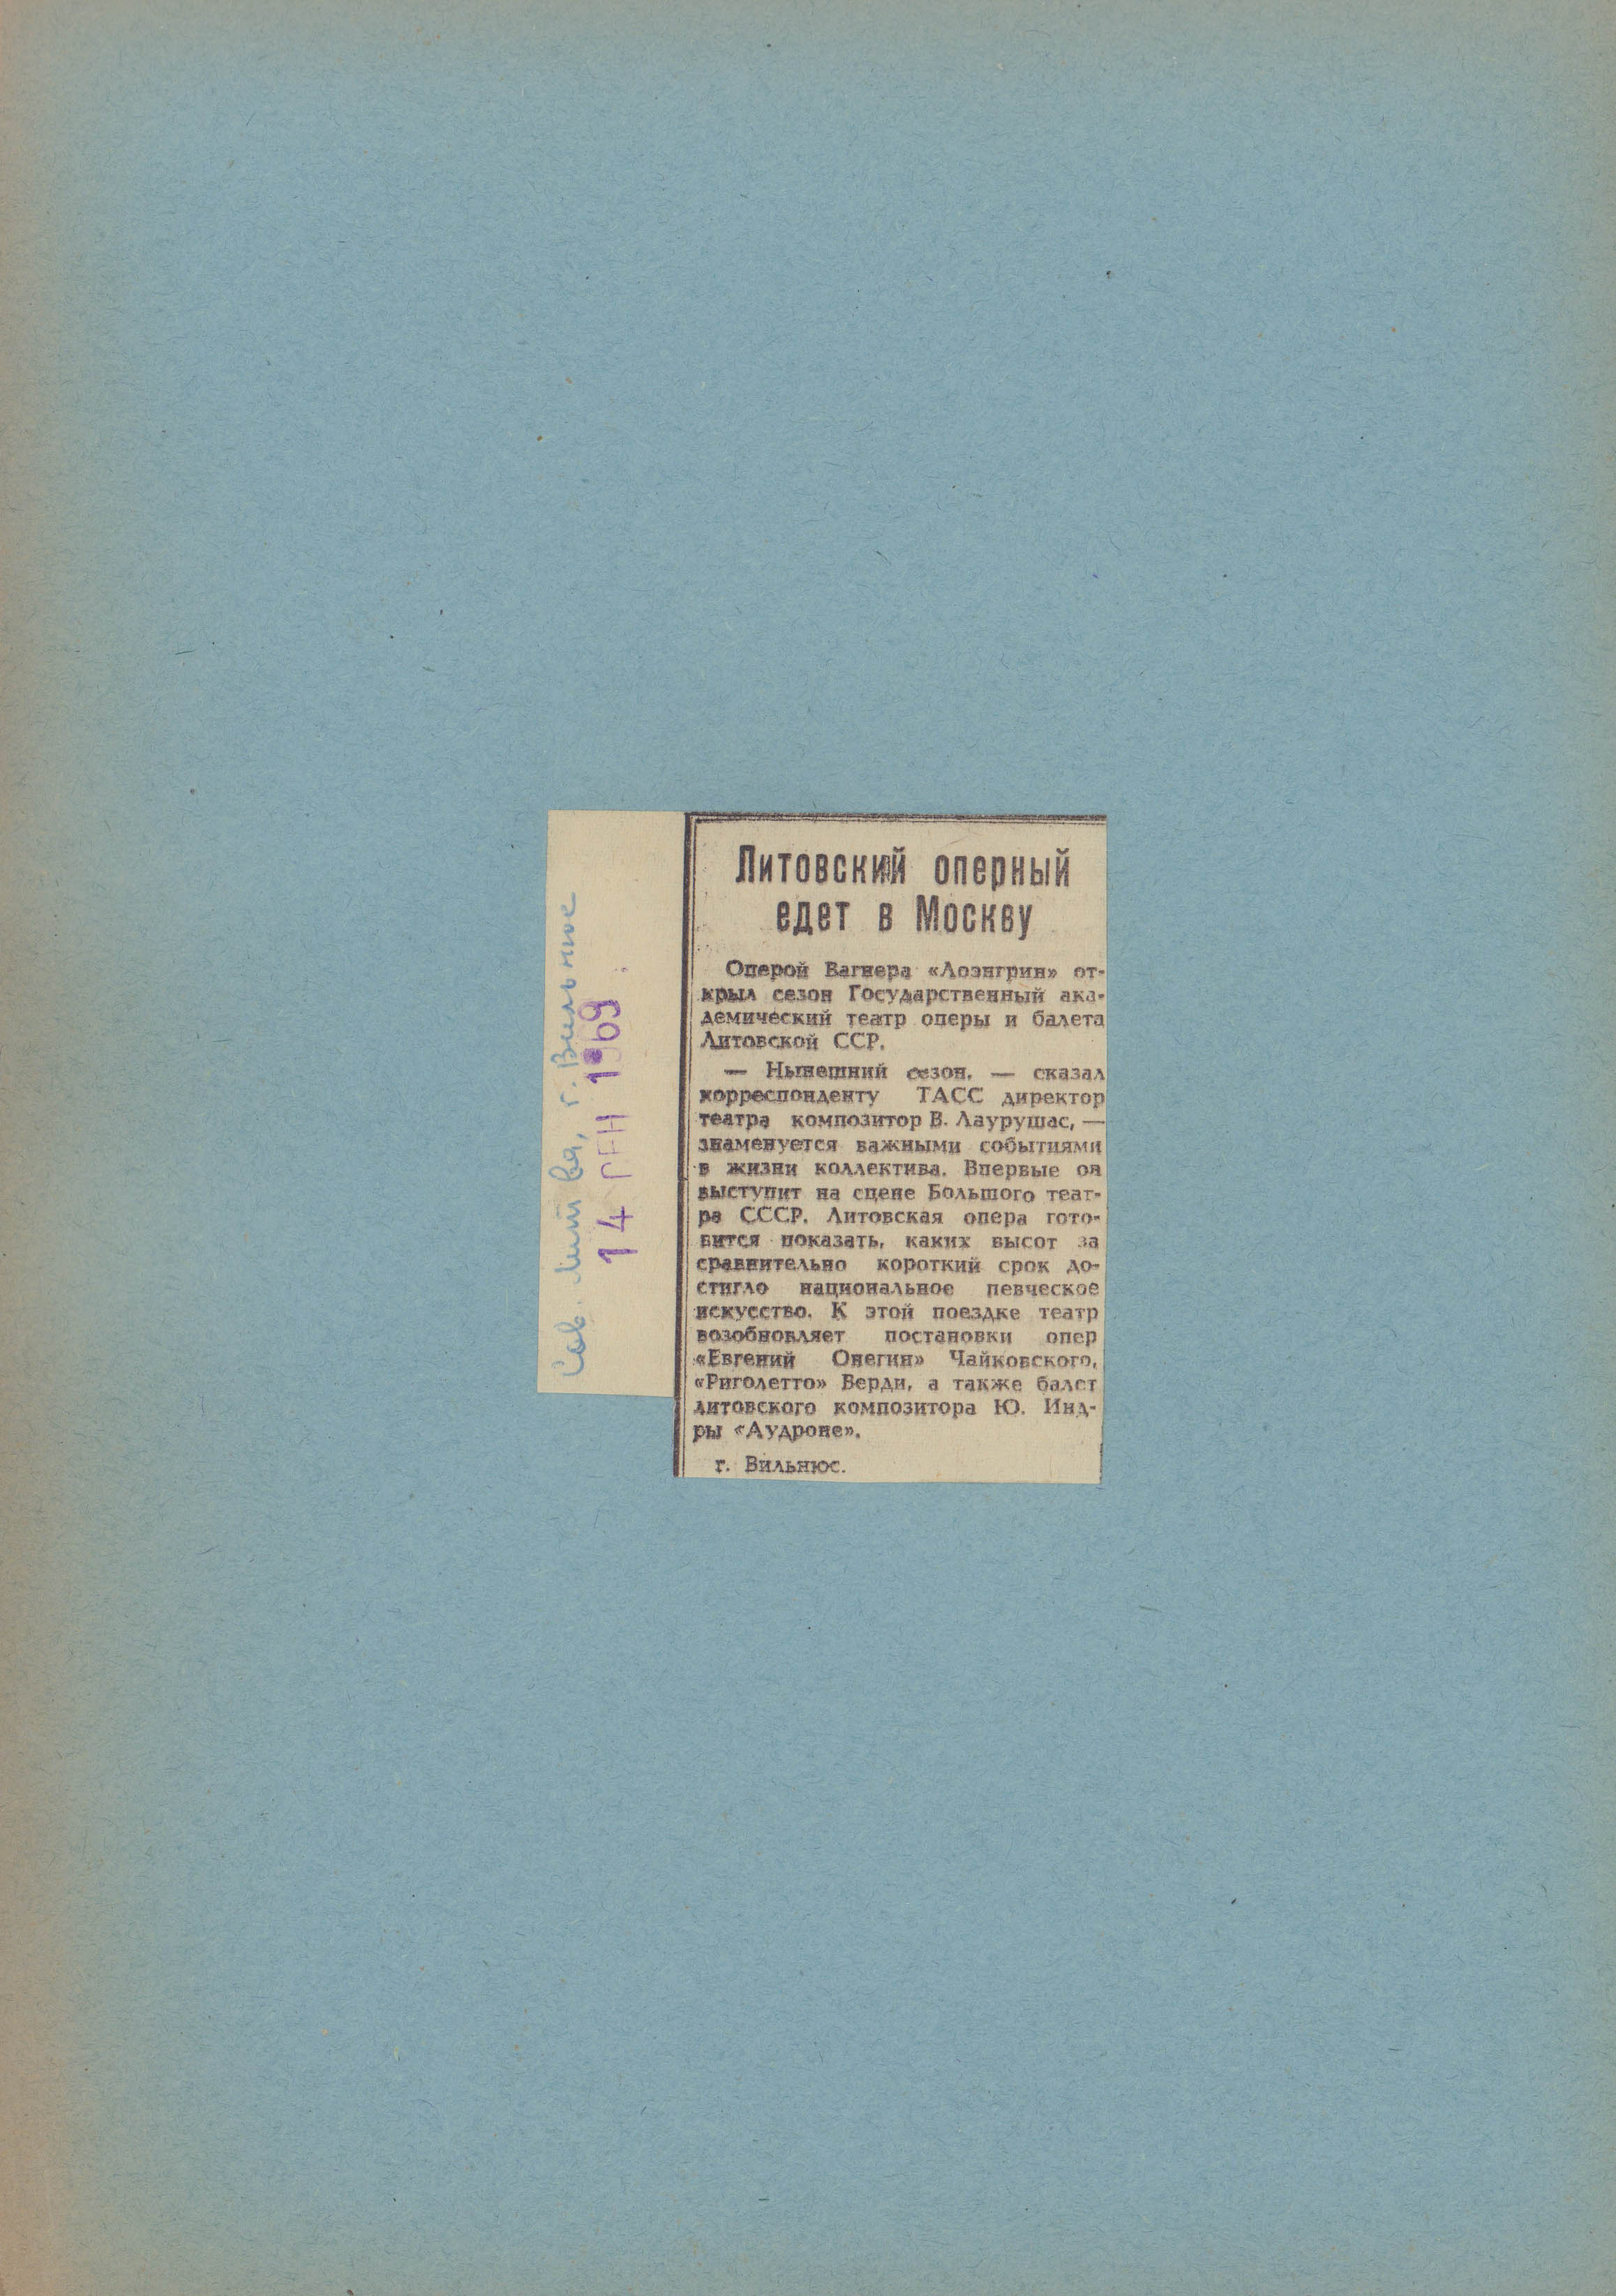 Сов. Литва, г. Вильнюс
14 СЕН 1969
Литовский оперный
едет в Москву
Оперой Вагнера «Лоэнгрин» от-
крыл сезон Государственный ака-
демический театр оперы и балета
Литовской ССР.
— Нынешний сезон, — сказал
корреспонденту ТАСС директор
театра композитор В. Лаурушас, —
знаменуется важными событиями
в жизни коллектива. Впервые он
выступит на сцене Большого теат-
ра СССР. Литовская опера гото-
вится показать, каких высот за
сравнительно короткий срок до-
стигло национальное певческое
искусство. К этой поездке театр
возобновляет постановки опер
«Евгений Онегин» Чайковского,
«Риголетто» Верди, а также балет
литовского композитора Ю. Инд-
ры «Аудроне».
г. Вильнюс.